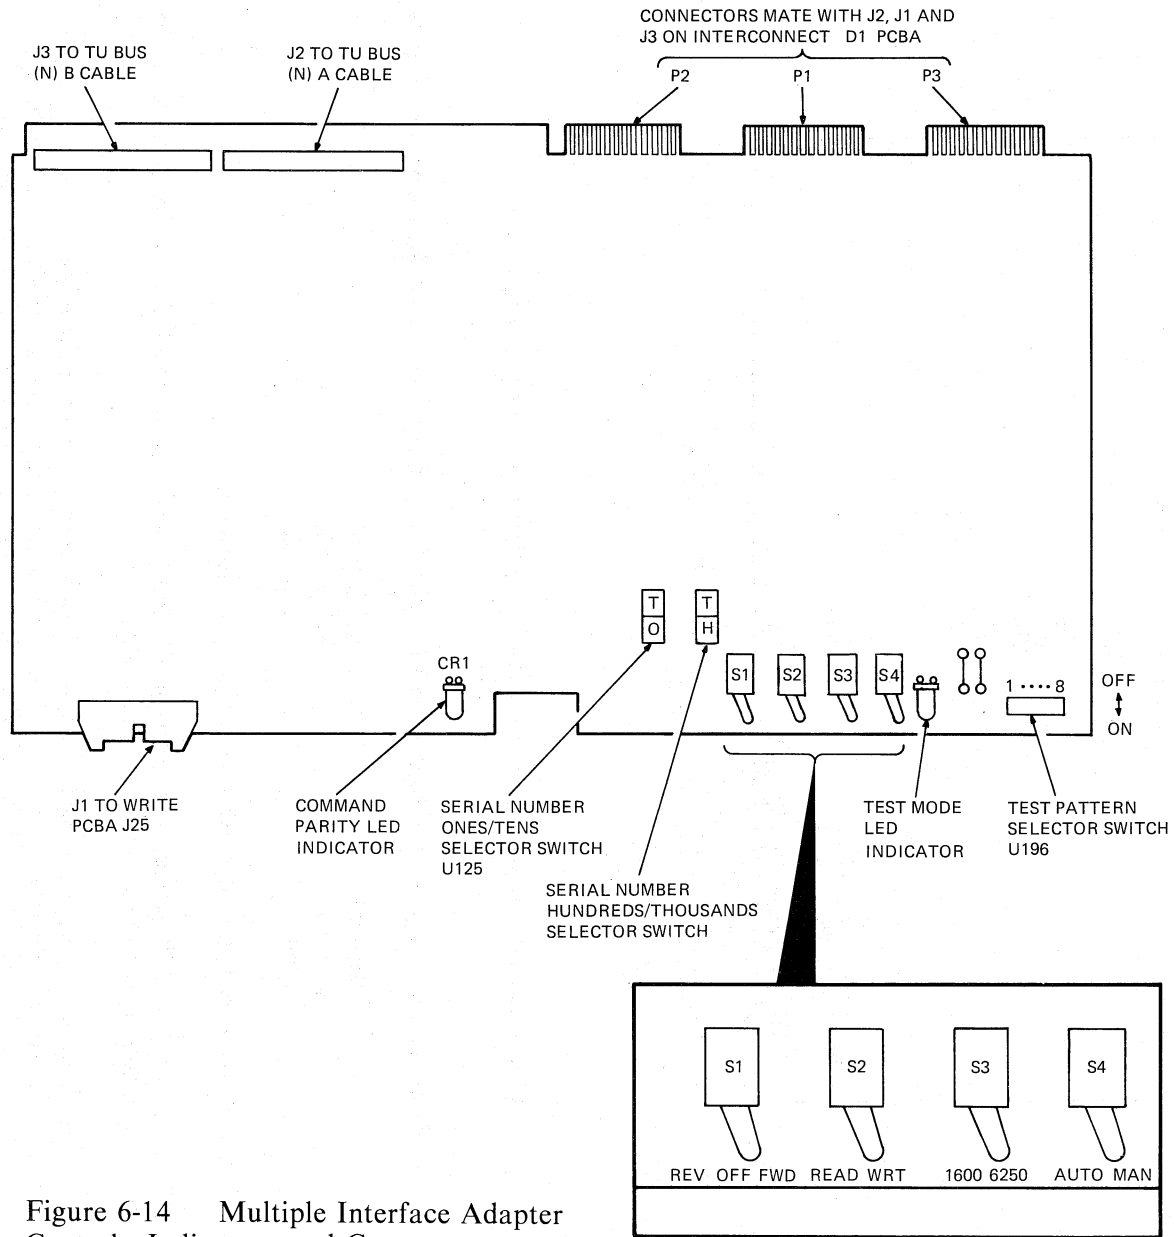 CONNECTORS MATE WITH J2, J1 AND
J3 ON INTERCONNECT D1 PCBA
J3 TO TU BUS
(N) B CABLE
J2 TO TU BUS
(N) A CABLE
P2
P1
P3
T
O
T
H
CR1
S1
S2
S3
S4
1 •••• 8
OFF
ON
J1 TO WRITE
PCBA J25
COMMAND
PARITY LED
INDICATOR
SERIAL NUMBER
ONES/TENS
SELECTOR SWITCH
U125
SERIAL NUMBER
HUNDREDS/THOUSANDS
SELECTOR SWITCH
TEST MODE
LED
INDICATOR
TEST PATTERN
SELECTOR SWITCH
U196
S1
S2
S3
S4
REV OFF FWD
READ WRT
1600 6250
AUTO MAN
Figure 6-14 Multiple Interface Adapter